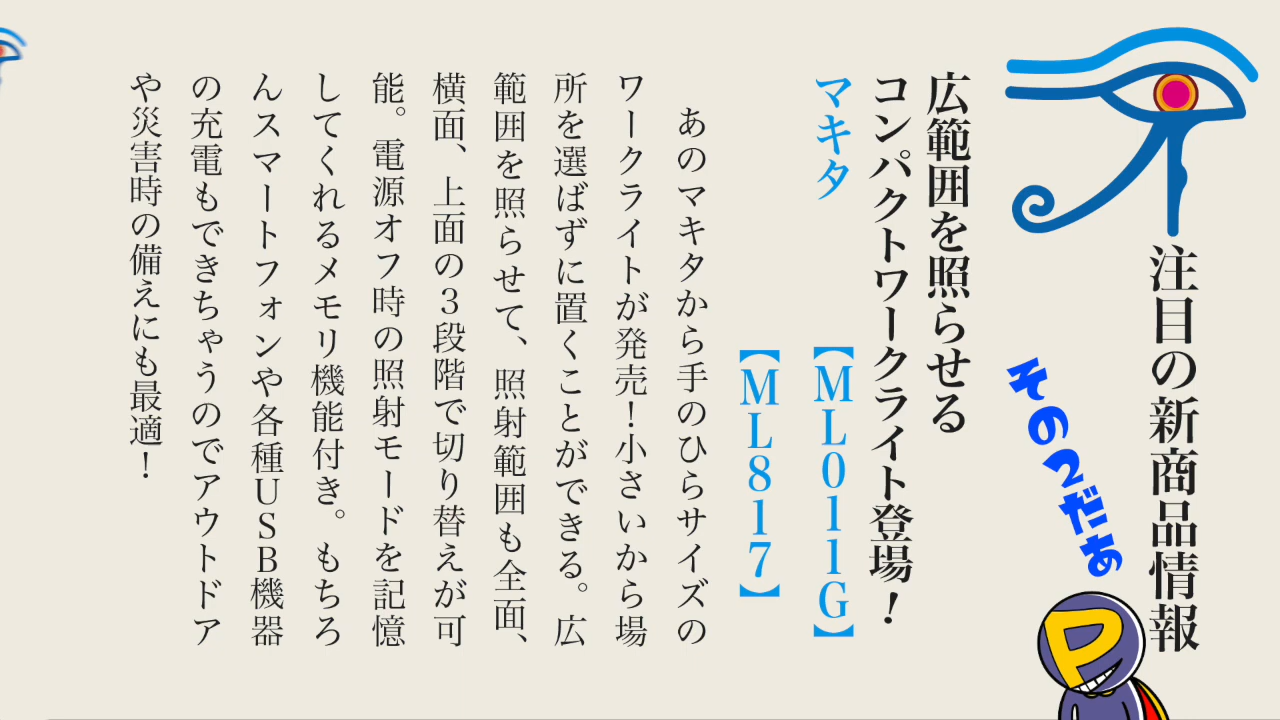 注目の新商品情報
その2だぁ
広範囲を照らせる
コンパクトワークライト登場！
マキタ
【ML011G】
【ML817】
あのマキタから手のひらサイズの
ワークライトが発売！小さいから場
所を選ばずに置くことができる。広
範囲を照らせて、照射範囲も全面、
横面、上面の３段階で切り替えが可
能。電源オフ時の照射モードを記憶
してくれるメモリ機能付き。もちろ
んスマートフォンや各種USB機器
の充電もできちゃうのでアウトドア
や災害時の備えにも最適！
P